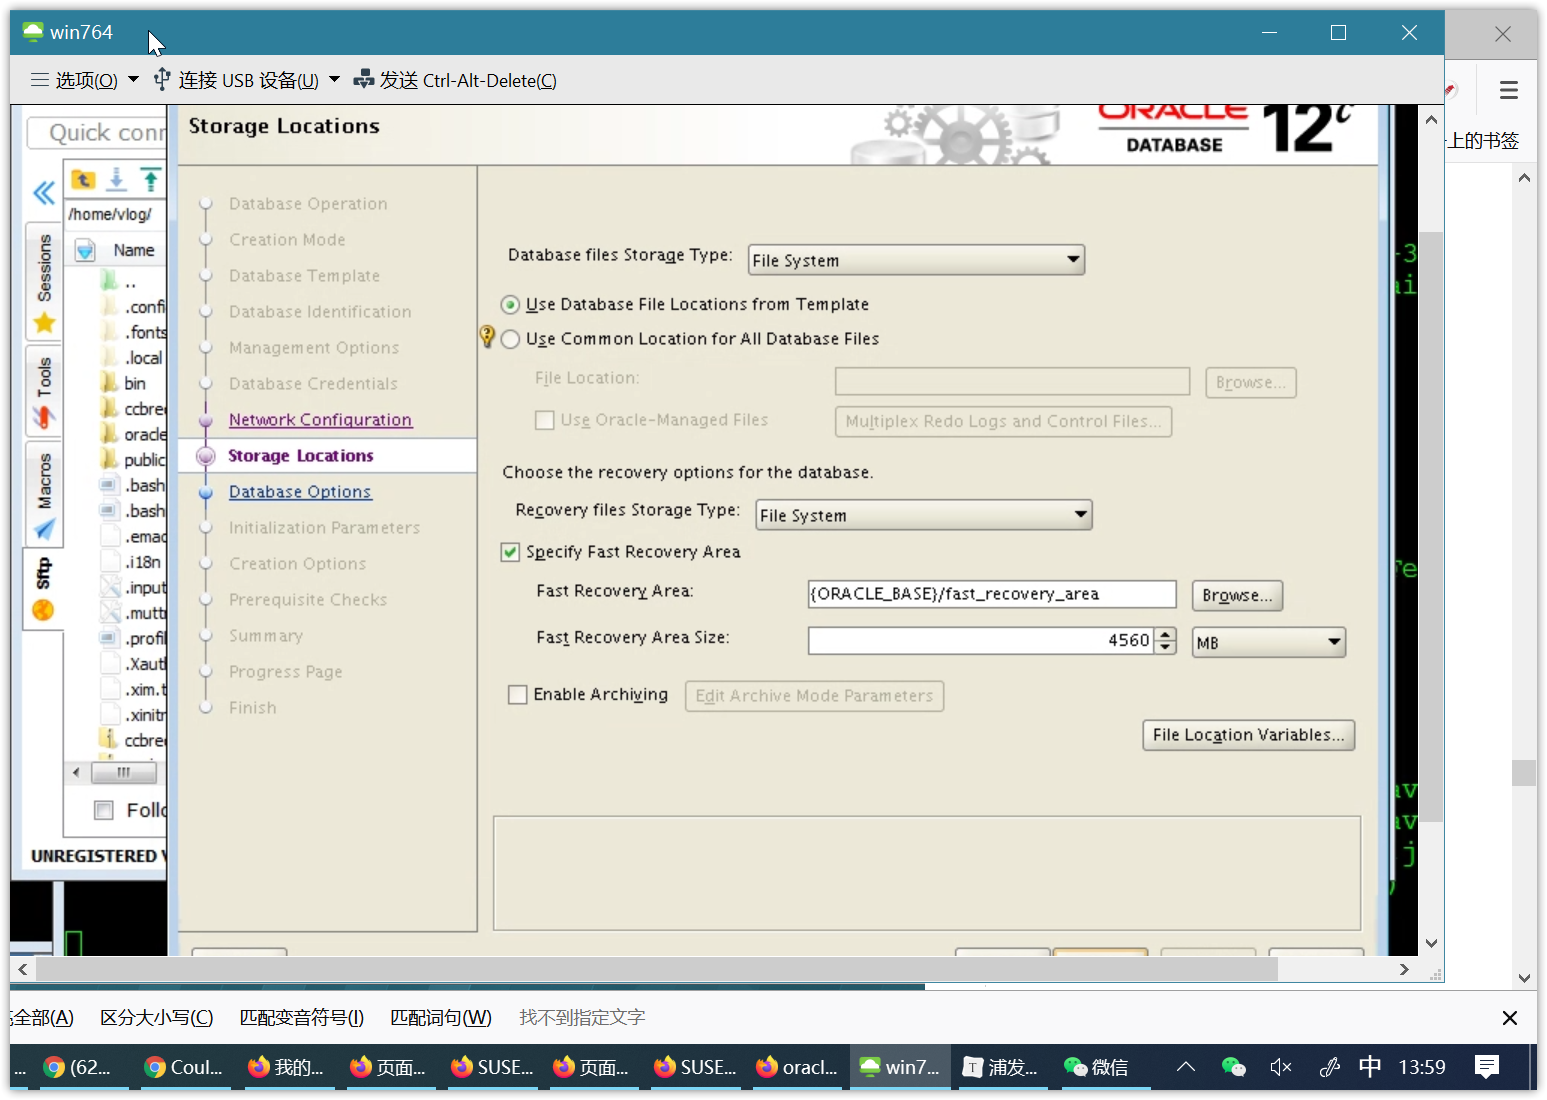 win764
选项(O) 连接 USB 设备(U) 发送 Ctrl-Alt-Delete(C)
Quick conn
Storage Locations
ORACLE
DATABASE
12c
上的书签
/home/vlog/
Name
..
.confi
.fonts
.local
bin
ccbre
oracle
public
.bash
.bash
.emac
.i18n
.input
.muttr
.profil
.Xauth
.xim.t
.xinitr
ccbre
Sessions
Tools
Macros
Sftp
Follo
UNREGISTERED V
Database Operation
Creation Mode
Database Template
Database Identification
Management Options
Database Credentials
Network Configuration
Storage Locations
Database Options
Initialization Parameters
Creation Options
Prerequisite Checks
Summary
Progress Page
Finish
Database files Storage Type: File System
Use Database File Locations from Template
Use Common Location for All Database Files
File Location: Browse...
Use Oracle-Managed Files Multiplex Redo Logs and Control Files...
Choose the recovery options for the database.
Recovery files Storage Type: File System
Specify Fast Recovery Area
Fast Recovery Area: {ORACLE_BASE}/fast_recovery_area Browse...
Fast Recovery Area Size: 4560 MB
Enable Archiving Edit Archive Mode Parameters
File Location Variables...
-3
ai
re
av
av
j
)
全部(A) 区分大小写(C) 匹配变音符号(I) 匹配词句(W) 找不到指定文字
... (62... Coul... 我的... 页面... SUSE... 页面... SUSE... oracl... win7... 浦发... 微信 中 13:59